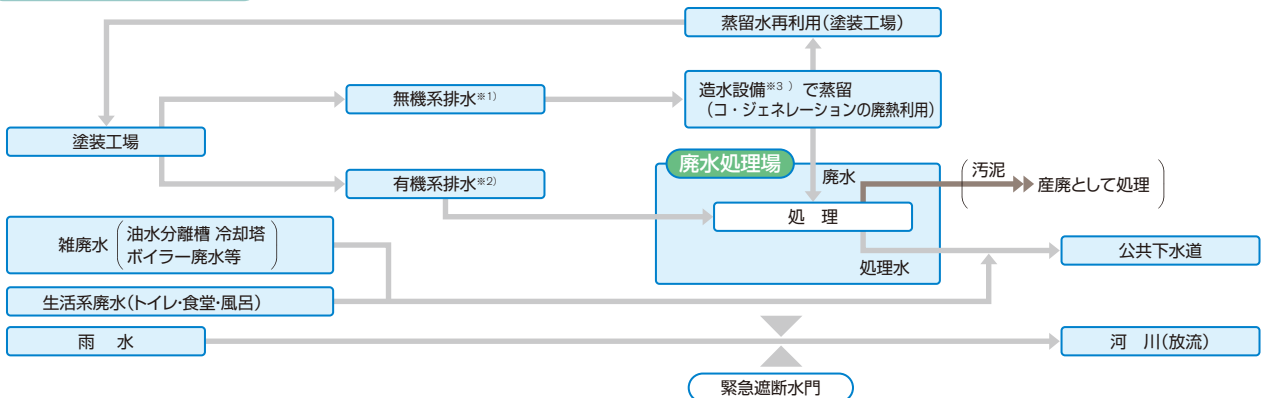 蒸留水再利用(塗装工場)
無機系排水※1)
造水設備※3)で蒸留
(コ・ジェネレーションの廃熱利用)
塗装工場
廃水処理場
有機系排水※2)
廃水
汚泥
産廃として処理
処 理
雑廃水
油水分離槽 冷却塔
ボイラー廃水等
公共下水道
処理水
生活系廃水(トイレ・食堂・風呂)
雨 水
河 川(放流)
緊急遮断水門